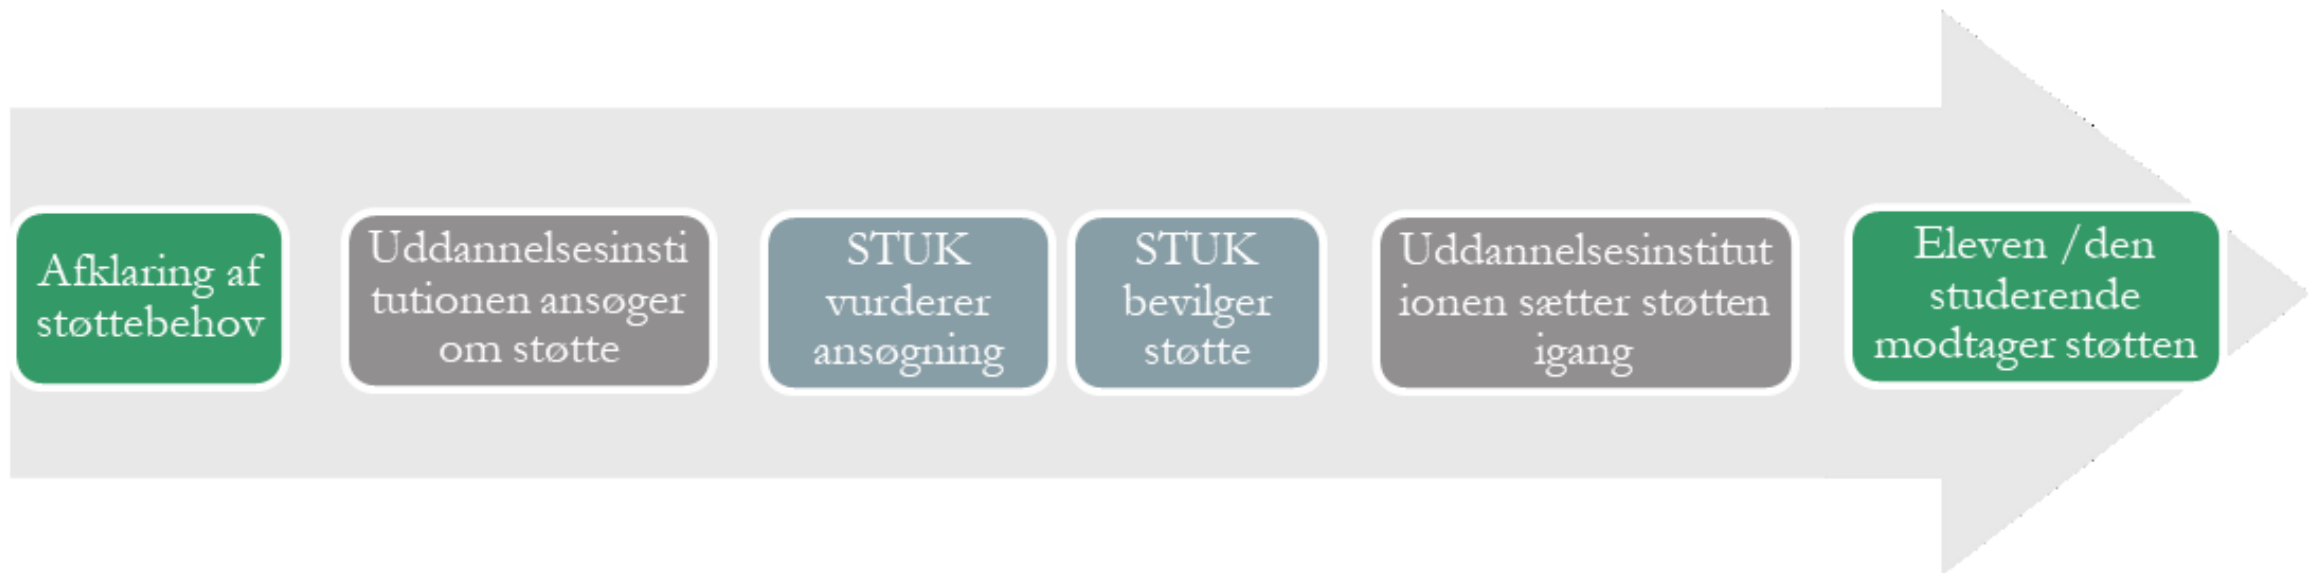 Afklaring af
støttebehov
Uddannelsesinsti
tutionen ansøger
om støtte
STUK
vurderer
ansøgning
STUK
bevilger
støtte
Uddannelsesinstitut
ionen sætter støtten
igang
Eleven /den
studerende
modtager støtten